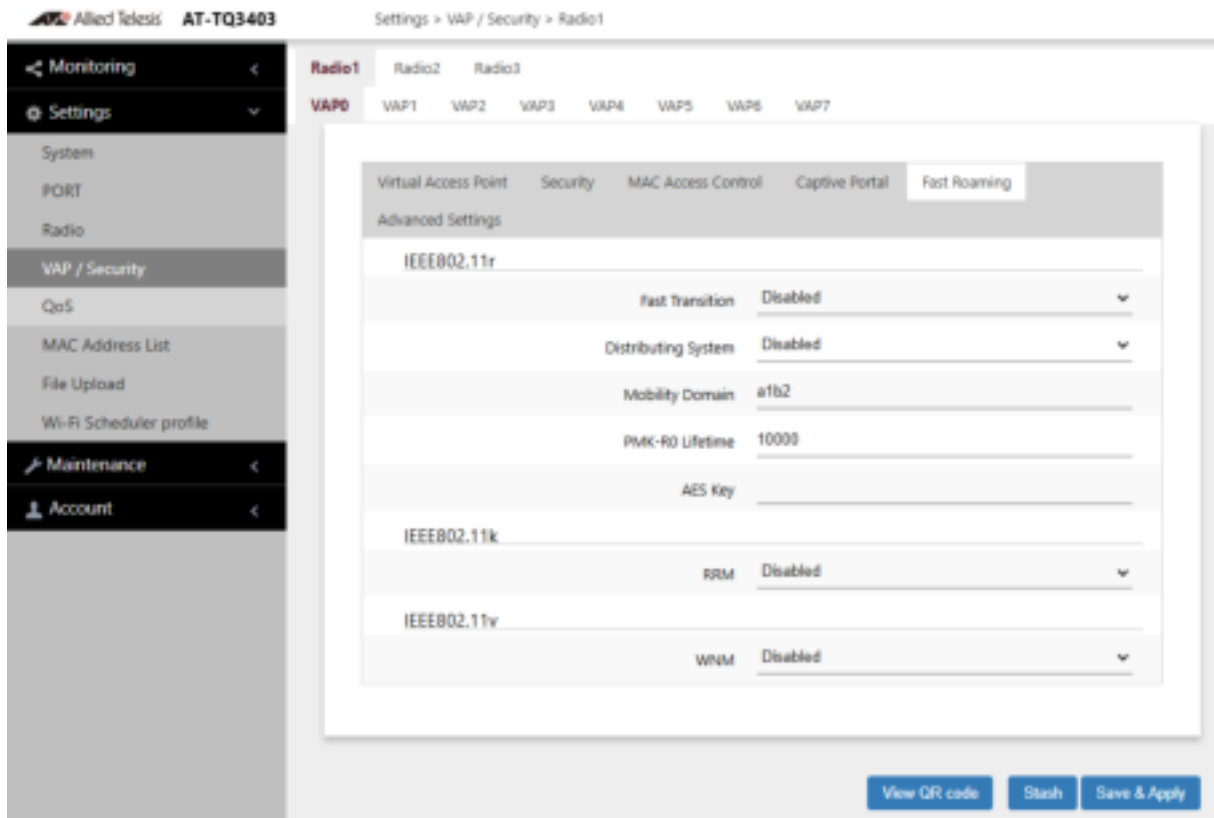 Allied Telesis AT-TQ3403 Settings > VAP / Security > Radio1
Monitoring
Settings
System
PORT
Radio
VAP / Security
QoS
MAC Address List
File Upload
Wi-Fi Scheduler profile
Maintenance
Account
Radio1 Radio2 Radio3
VAP0 VAP1 VAP2 VAP3 VAP4 VAP5 VAP6 VAP7
Virtual Access Point Security MAC Access Control Captive Portal Fast Roaming
Advanced Settings
IEEE802.11r
Fast Transition Disabled
Distributing System Disabled
Mobility Domain a1b2
PMK-R0 Lifetime 10000
AES Key
IEEE802.11k
RRM Disabled
IEEE802.11v
WNM Disabled
View QR code Stash Save & Apply